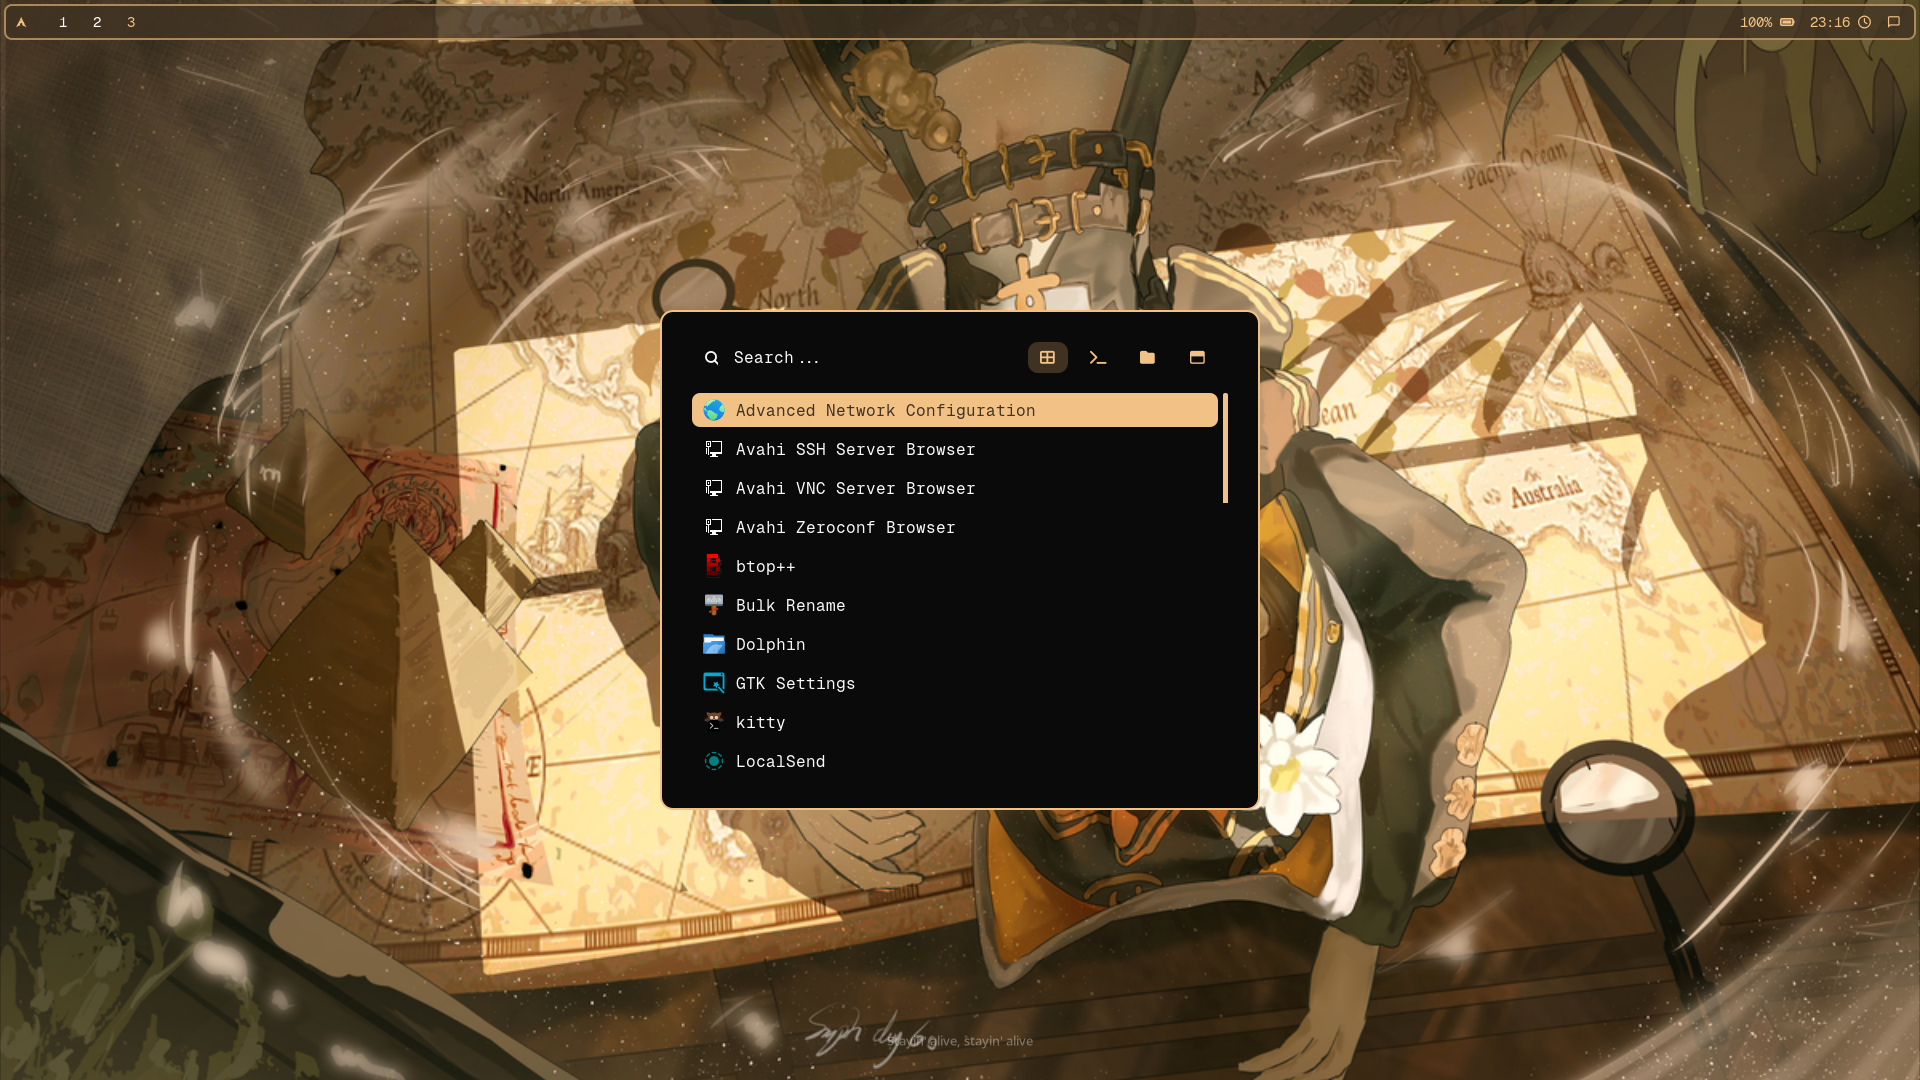 1 2 3
100% 23:16
Asia
North America
Pacific Ocean
North
Search...
Advanced Network Configuration
Avahi SSH Server Browser
Avahi VNC Server Browser
Avahi Zeroconf Browser
btop++
Bulk Rename
Dolphin
GTK Settings
kitty
LocalSend
Australia
Stayin' alive, stayin' alive